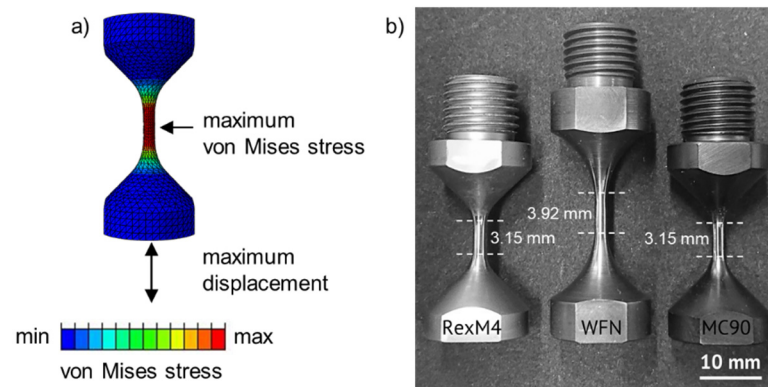 a)
maximum
von Mises stress
maximum
displacement
min
max
von Mises stress
b)
3.92 mm
3.15 mm
3.15 mm
RexM4
WFN
MC90
10 mm